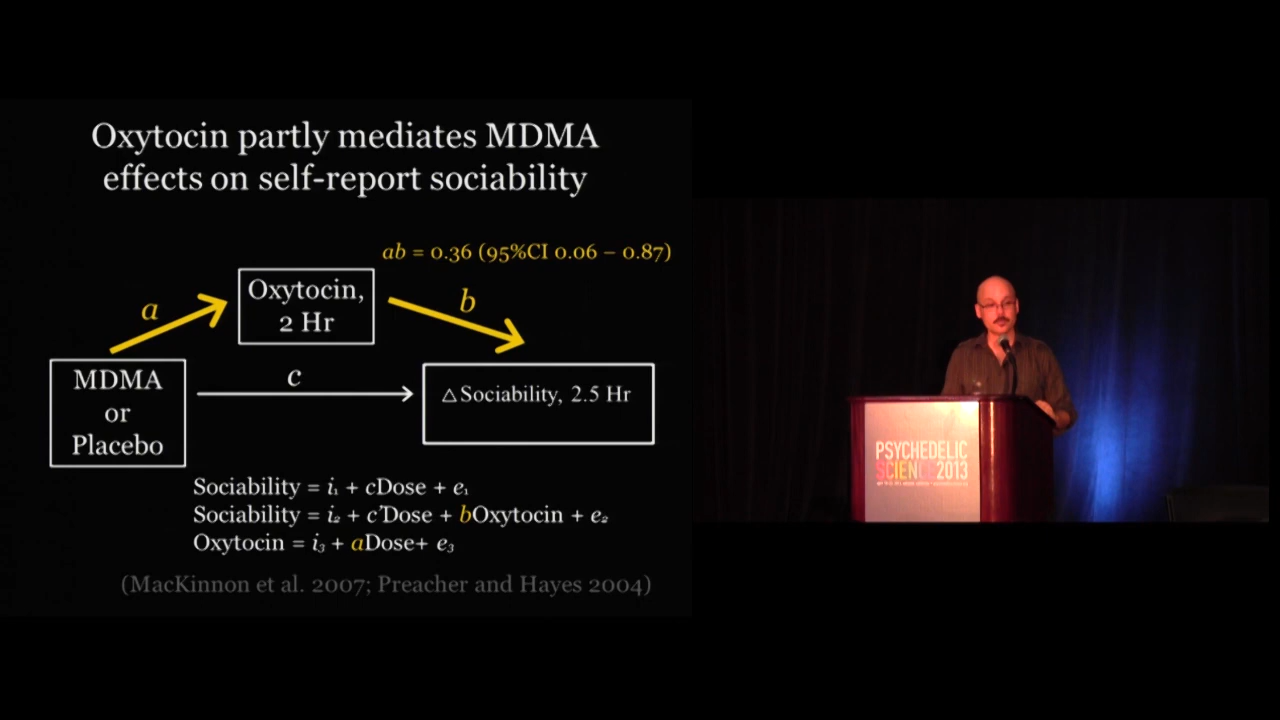 Oxytocin partly mediates MDMA
effects on self-report sociability
ab = 0.36 (95%CI 0.06 – 0.87)
a
Oxytocin,
2 Hr
b
MDMA
or
Placebo
c
△Sociability, 2.5 Hr
Sociability = i₁ + cDose + e₁
Sociability = i₂ + c’Dose + bOxytocin + e₂
Oxytocin = i₃ + aDose+ e₃
(MacKinnon et al. 2007; Preacher and Hayes 2004)
PSYCHEDELIC
SCIENCE2013